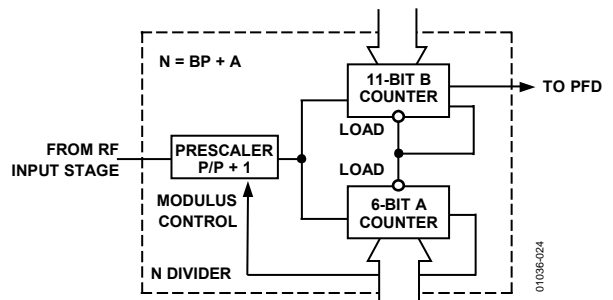 N = BP + A
11-BIT B
COUNTER
TO PFD
LOAD
FROM RF
INPUT STAGE
PRESCALER
P/P + 1
LOAD
MODULUS
CONTROL
6-BIT A
COUNTER
N DIVIDER
01036-024